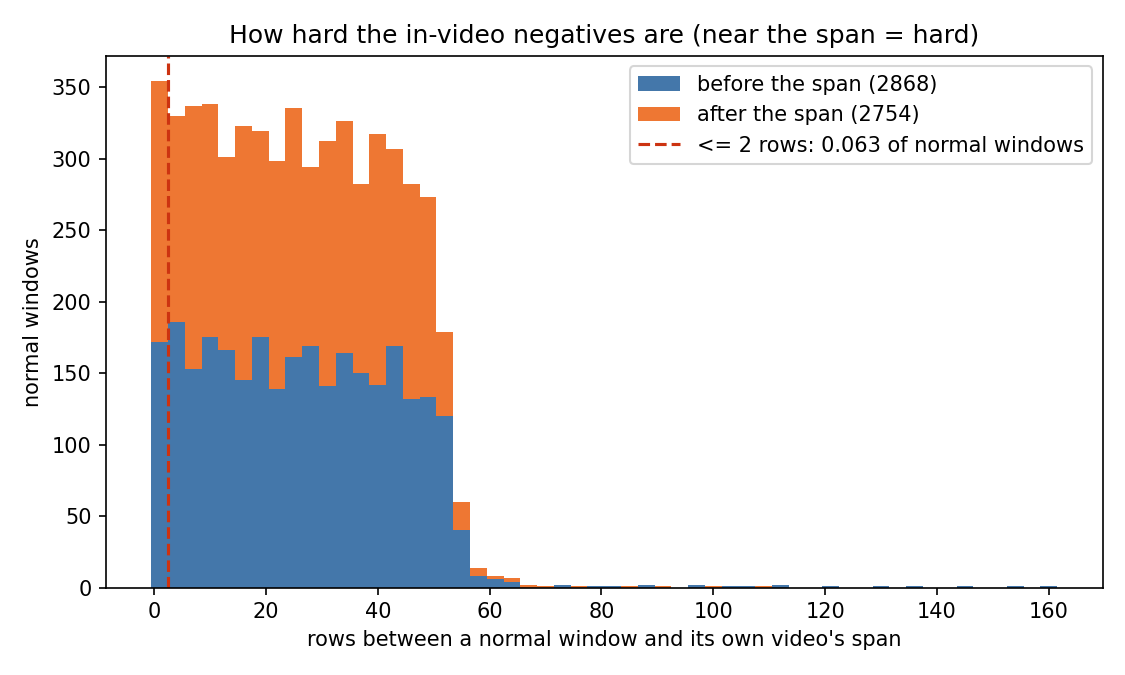 How hard the in-video negatives are (near the span = hard)
before the span (2868)
after the span (2754)
<= 2 rows: 0.063 of normal windows
normal windows
350
300
250
200
150
100
50
0
0 20 40 60 80 100 120 140 160
rows between a normal window and its own video's span